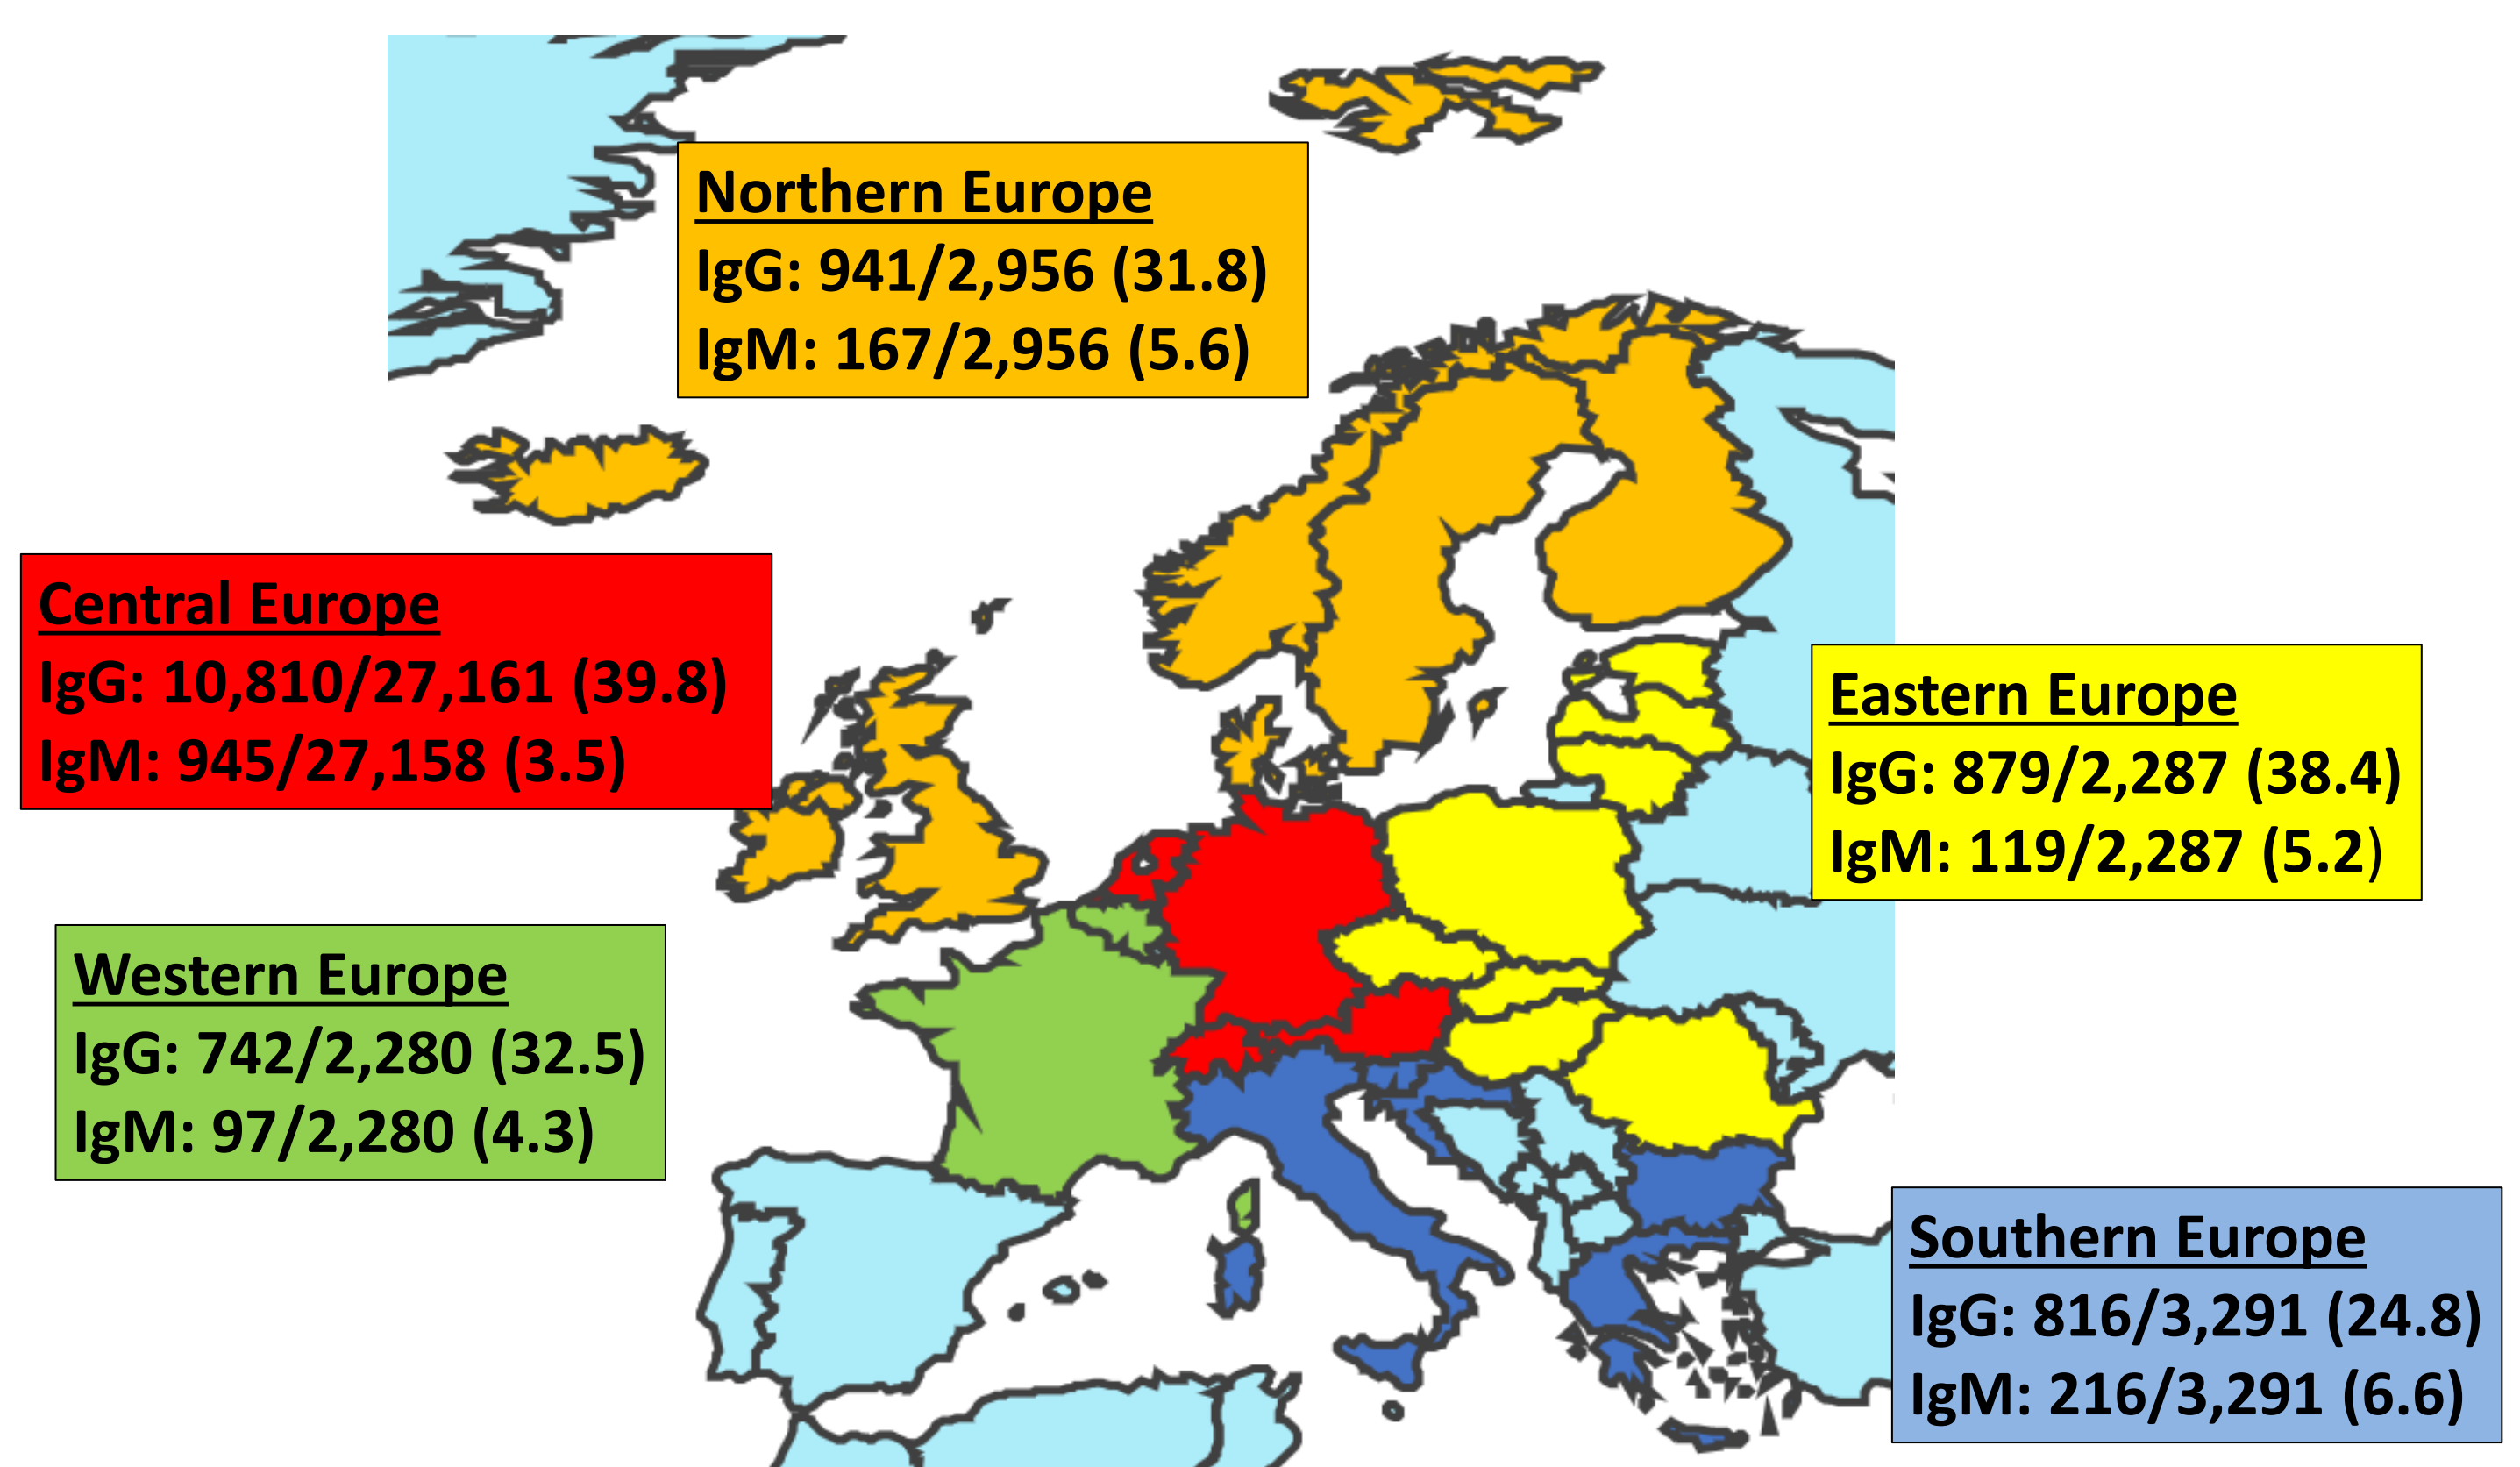 Northern Europe
IgG: 941/2,956 (31.8)
IgM: 167/2,956 (5.6)
Central Europe
IgG: 10,810/27,161 (39.8)
IgM: 945/27,158 (3.5)
Eastern Europe
IgG: 879/2,287 (38.4)
IgM: 119/2,287 (5.2)
Western Europe
IgG: 742/2,280 (32.5)
IgM: 97/2,280 (4.3)
Southern Europe
IgG: 816/3,291 (24.8)
IgM: 216/3,291 (6.6)